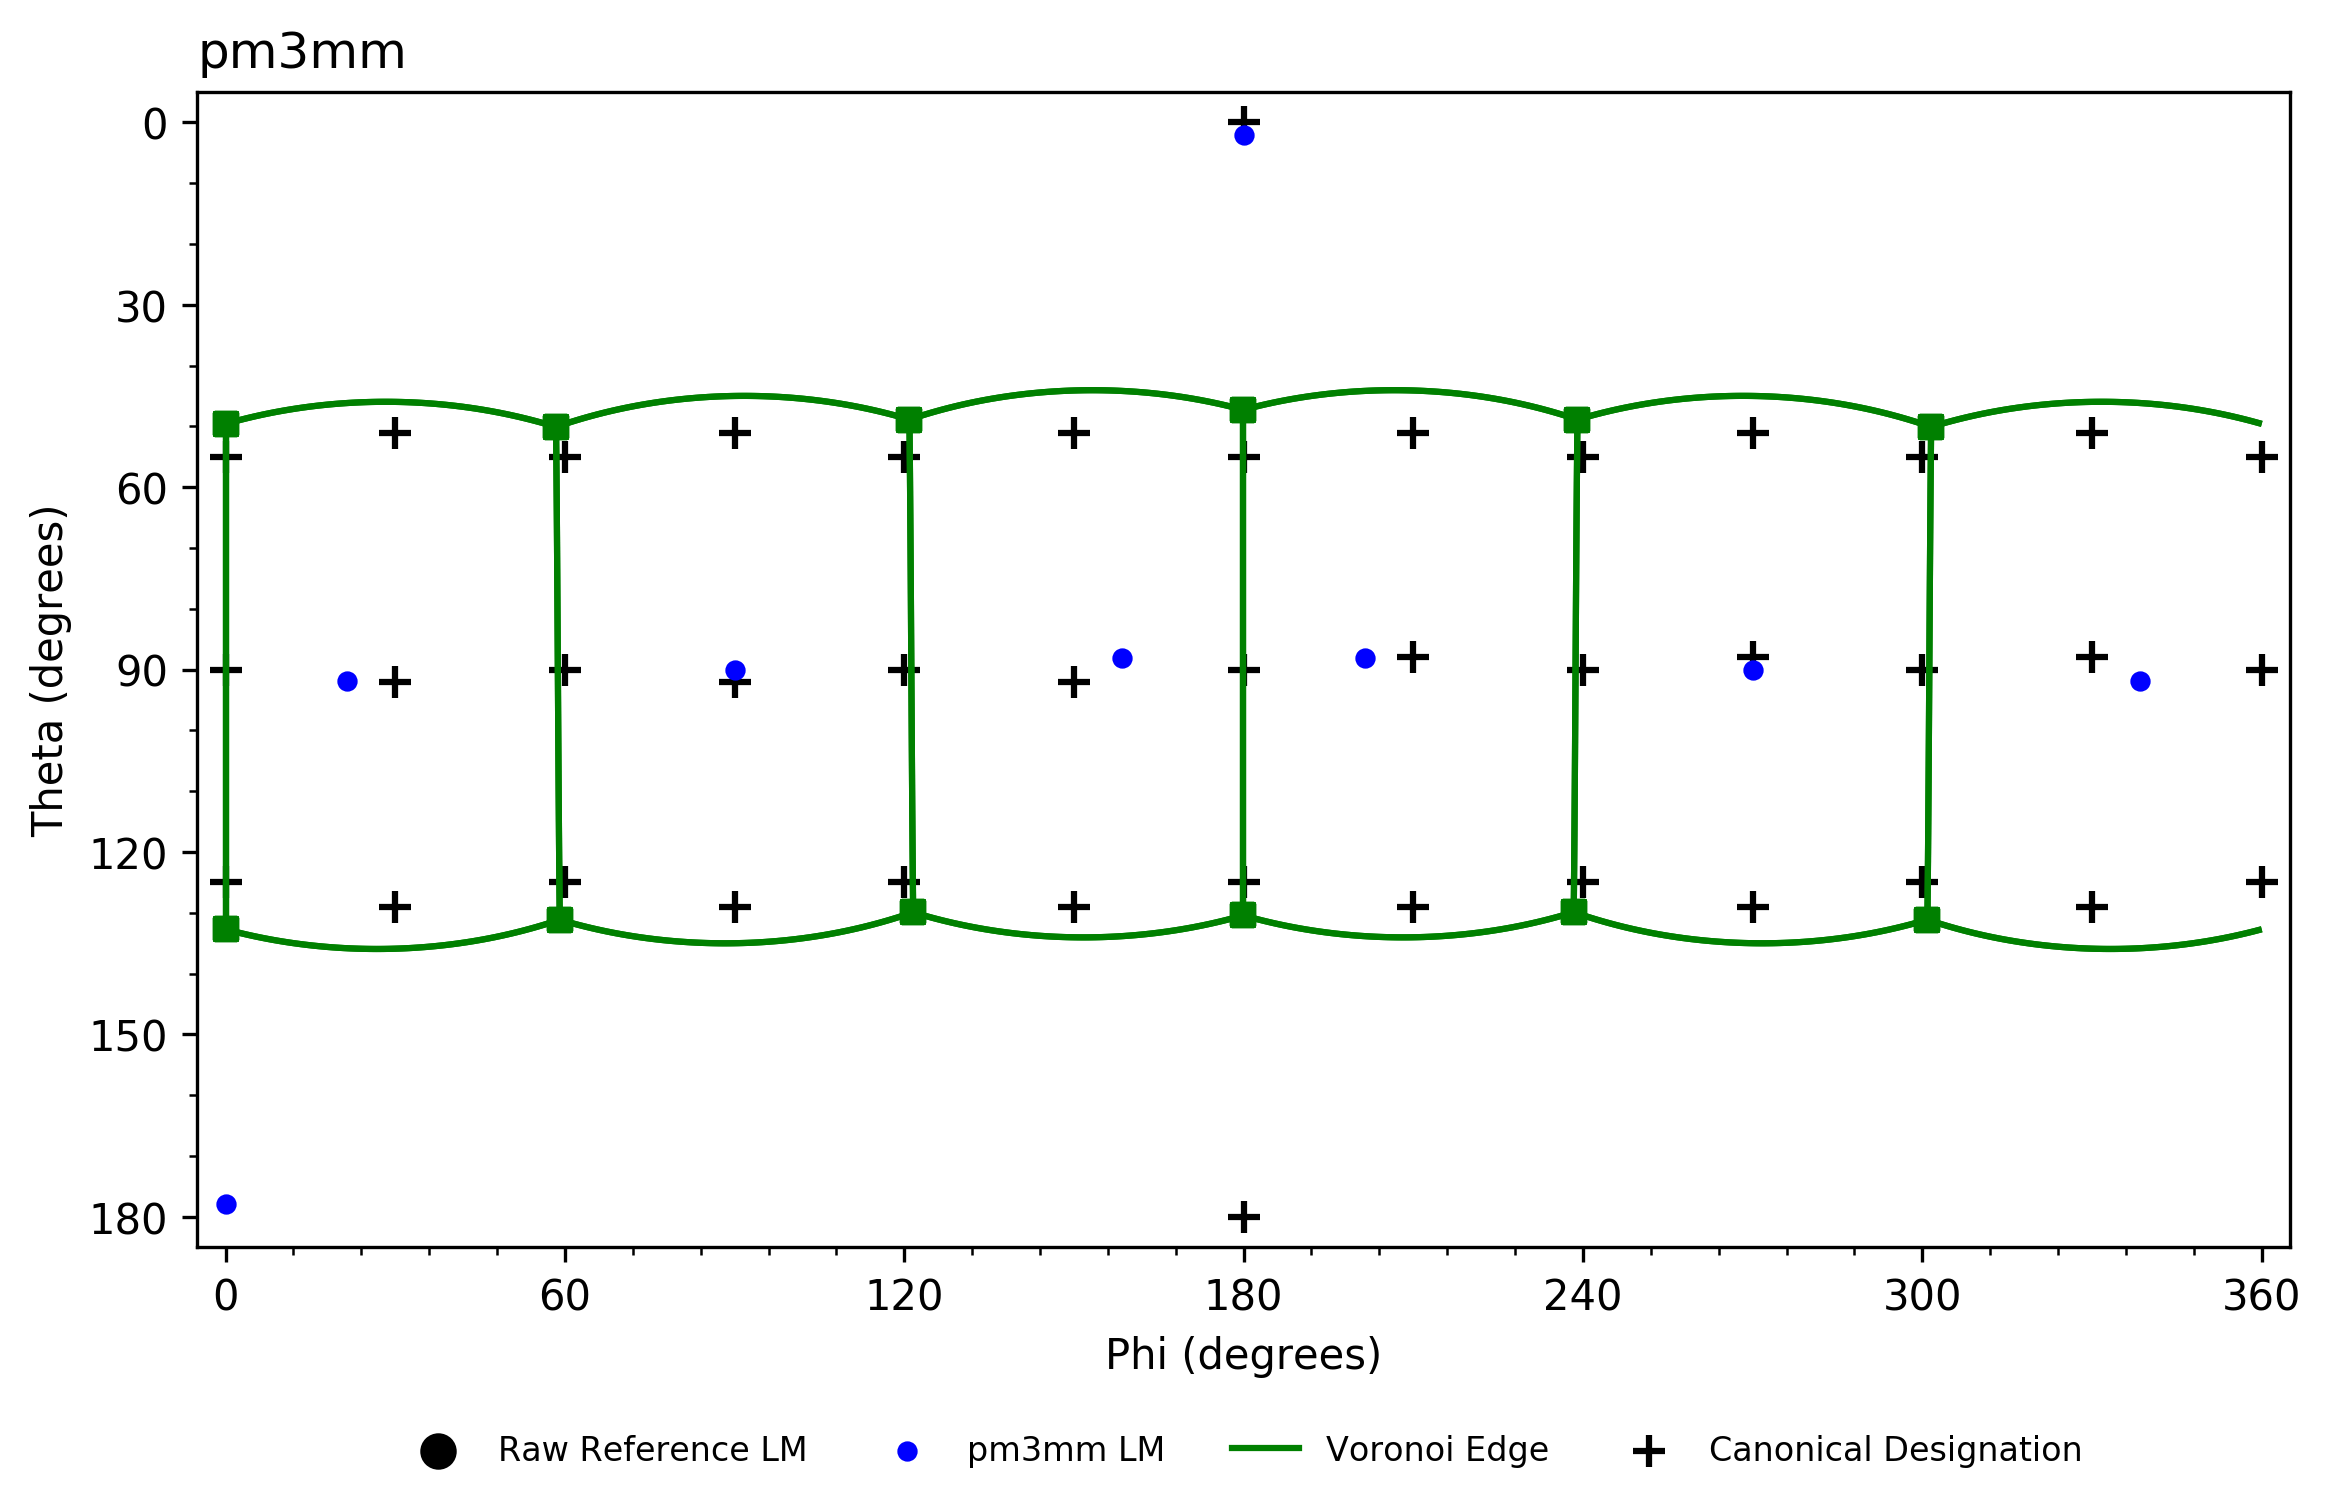 pm3mm
0
30
60
90
120
150
180
Theta (degrees)
0 60 120 180 240 300 360
Phi (degrees)
Raw Reference LM pm3mm LM Voronoi Edge Canonical Designation